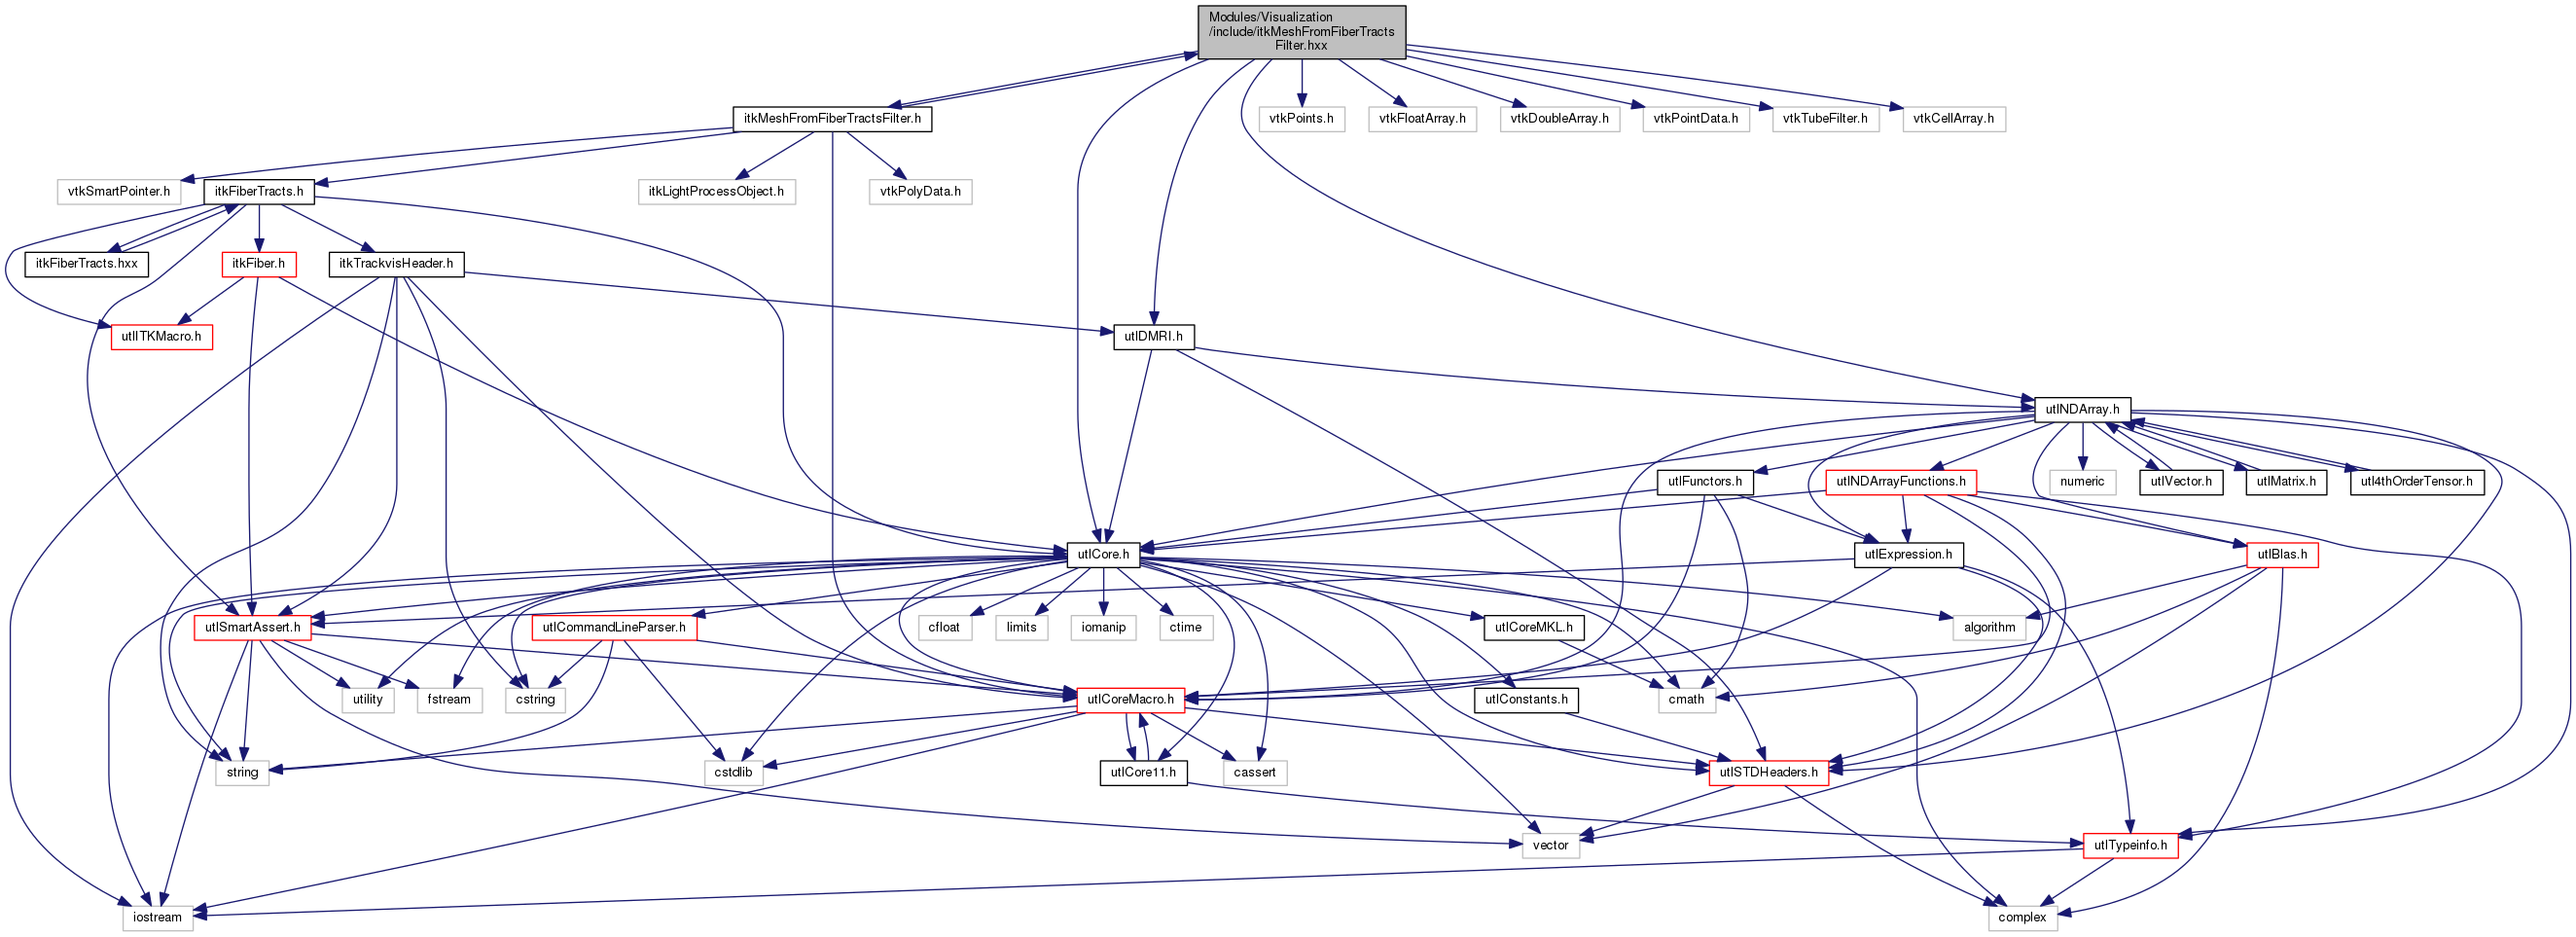 Modules/Visualization
/include/itkMeshFromFiberTracts
Filter.hxx
itkMeshFromFiberTractsFilter.h
vtkPoints.h
vtkFloatArray.h
vtkDoubleArray.h
vtkPointData.h
vtkTubeFilter.h
vtkCellArray.h
vtkSmartPointer.h
itkFiberTracts.h
itkLightProcessObject.h
vtkPolyData.h
itkFiberTracts.hxx
itkFiber.h
itkTrackvisHeader.h
utlITKMacro.h
utlDMRI.h
utlNDArray.h
utlFunctors.h
utlNDArrayFunctions.h
numeric
utlVector.h
utlMatrix.h
utl4thOrderTensor.h
utlCore.h
utlExpression.h
utlBlas.h
utlSmartAssert.h
utlCommandLineParser.h
cfloat
limits
iomanip
ctime
utlCoreMKL.h
algorithm
utility
fstream
cstring
utlCoreMacro.h
utlConstants.h
cmath
string
cstdlib
utlCore11.h
cassert
utlSTDHeaders.h
vector
utlTypeinfo.h
iostream
complex